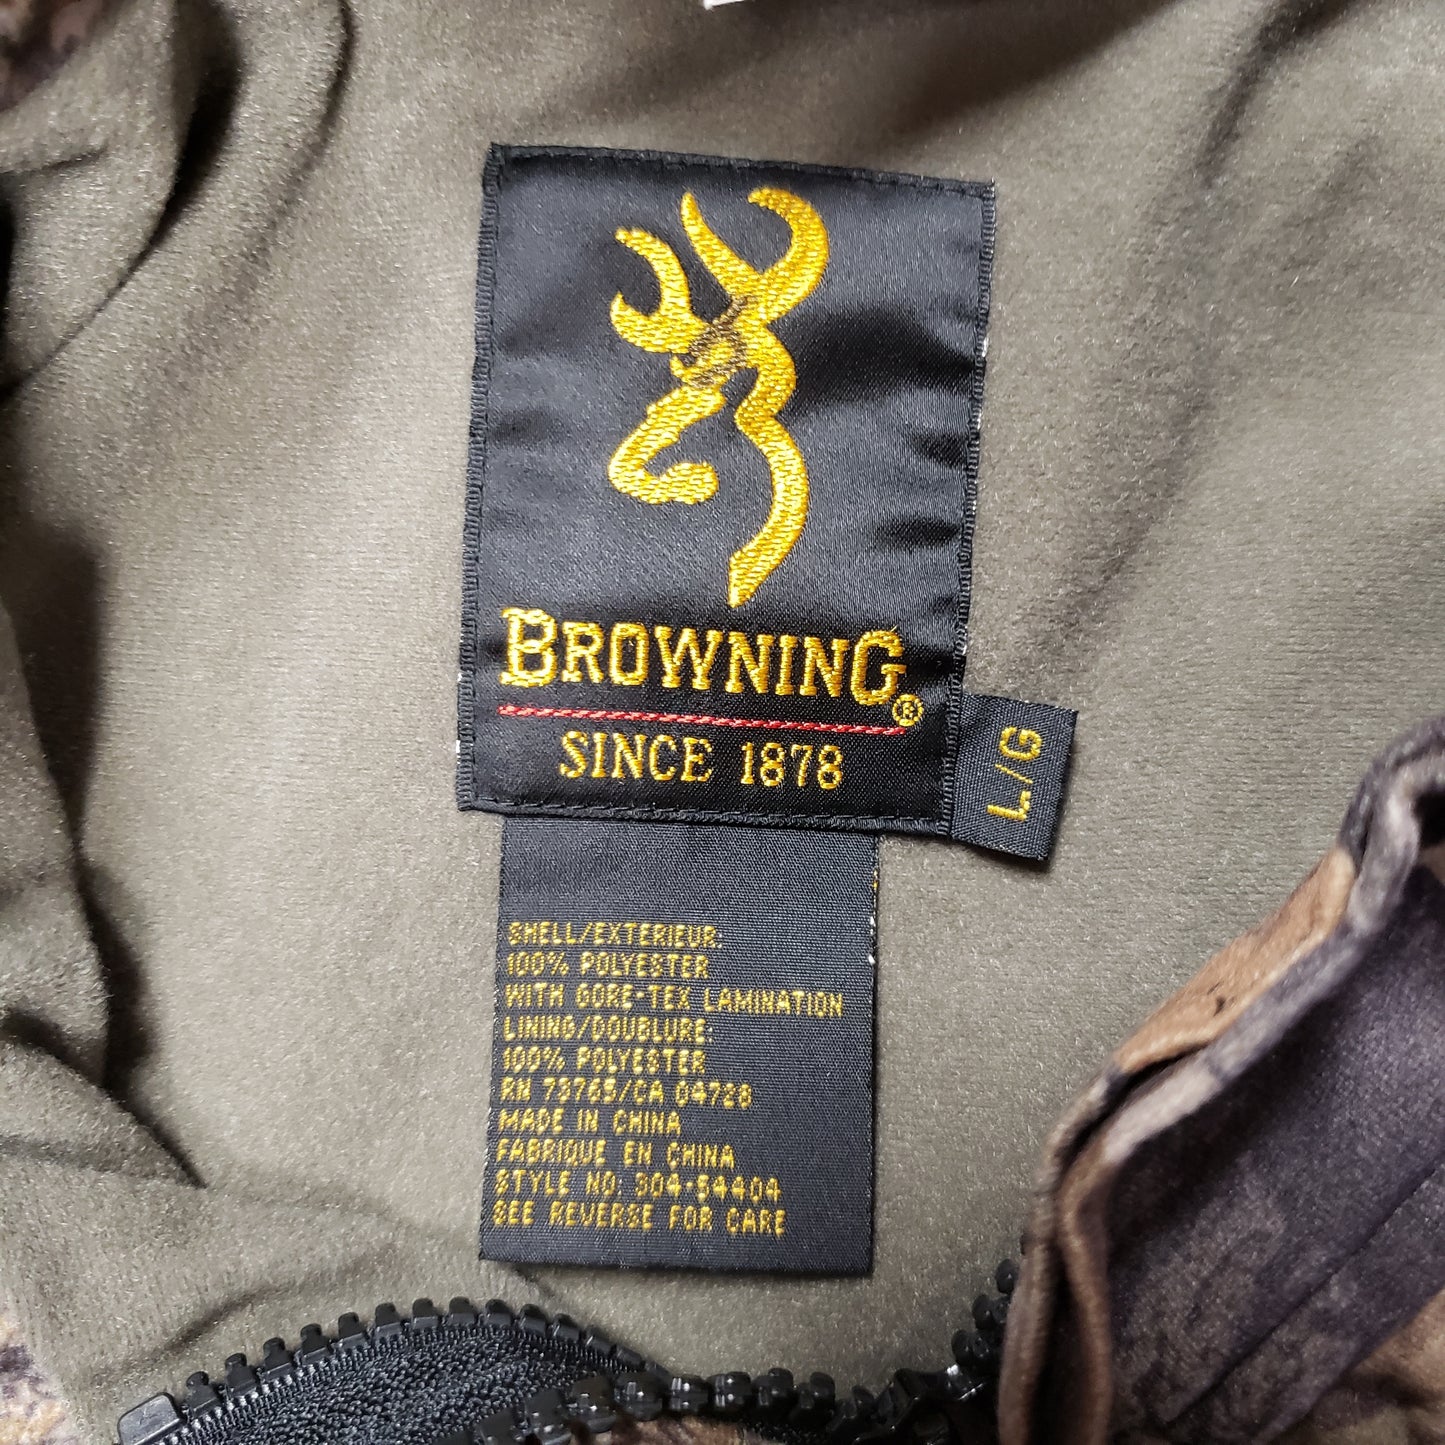 BROWNING®
SINCE 1878
L/G
SHELL/EXTERIEUR:
100% POLYESTER
WITH GORE-TEX LAMINATION
LINING/DOUBLURE:
100% POLYESTER
RN 73765/CA 04728
MADE IN CHINA
FABRIQUE EN CHINA
STYLE NO: 304-54404
SEE REVERSE FOR CARE